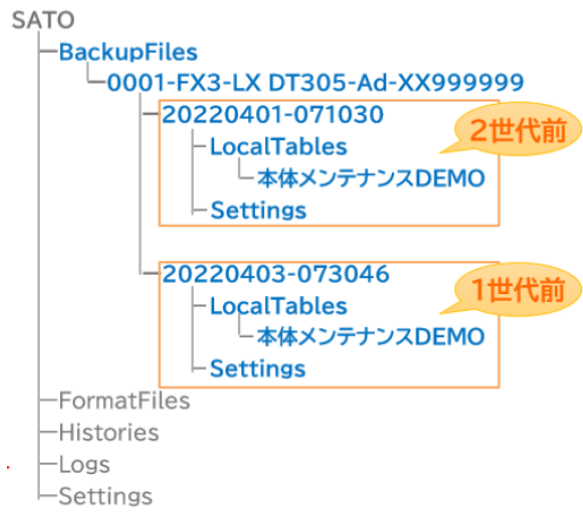 SATO
BackupFiles
0001-FX3-LX DT305-Ad-XX999999
20220401-071030
2世代前
LocalTables
本体メンテナンスDEMO
Settings
20220403-073046
1世代前
LocalTables
本体メンテナンスDEMO
Settings
FormatFiles
Histories
Logs
Settings